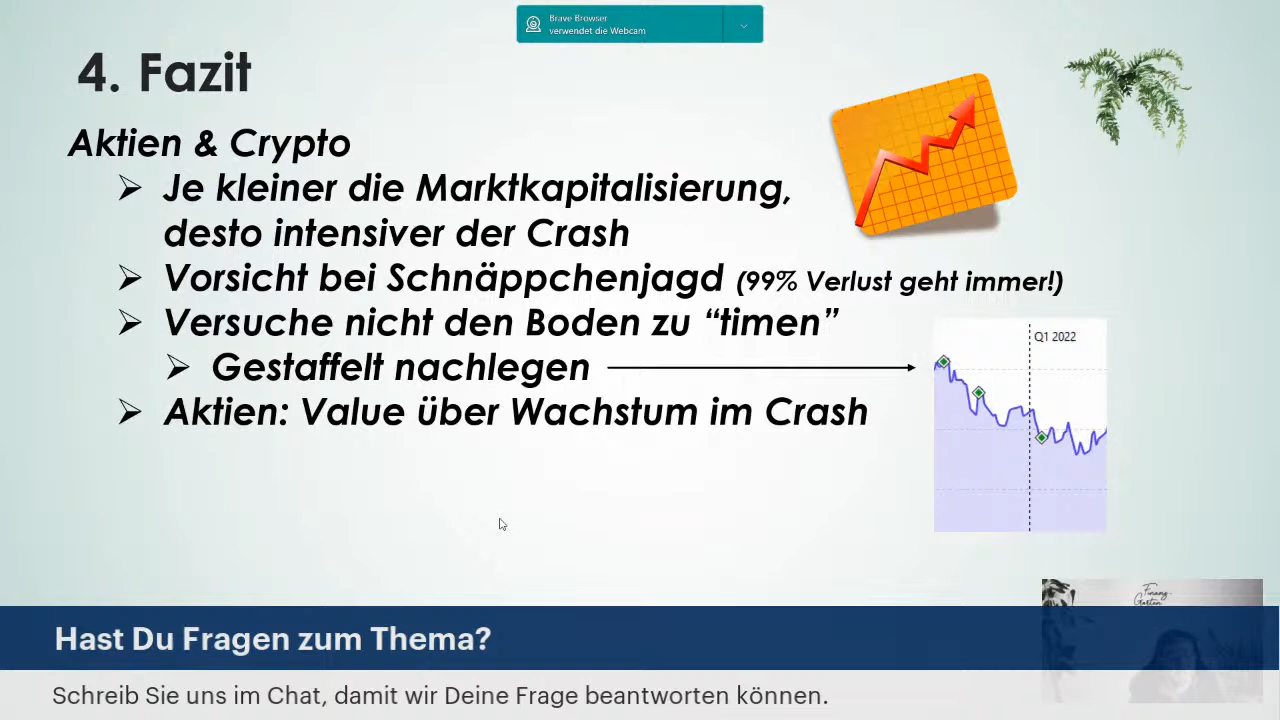 Brave Browser
verwendet die Webcam
4. Fazit
Aktien & Crypto
Je kleiner die Marktkapitalisierung,
desto intensiver der Crash
Vorsicht bei Schnäppchenjagd (99% Verlust geht immer!)
Versuche nicht den Boden zu “timen”
Gestaffelt nachlegen
Aktien: Value über Wachstum im Crash
Q1 2022
Finanz-
Garten
Hast Du Fragen zum Thema?
Schreib Sie uns im Chat, damit wir Deine Frage beantworten können.